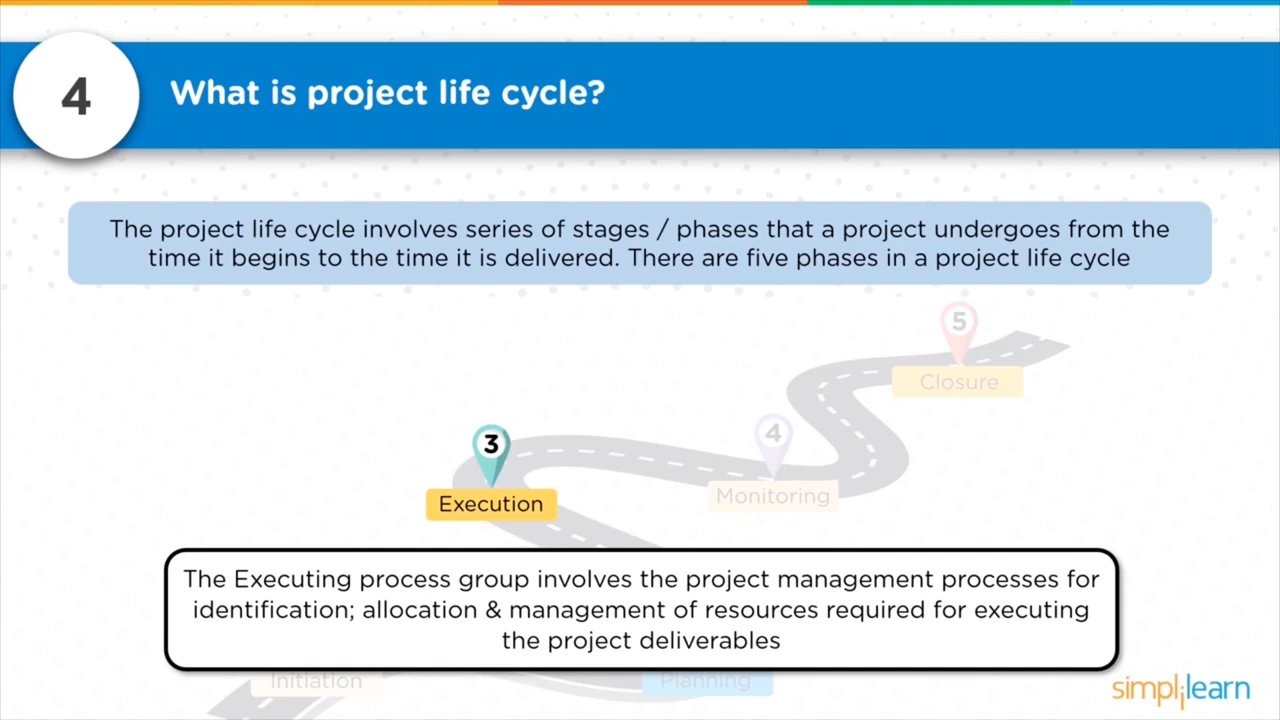 4
What is project life cycle?
The project life cycle involves series of stages / phases that a project undergoes from the
time it begins to the time it is delivered. There are five phases in a project life cycle
5
Closure
3
Execution
4
Monitoring
The Executing process group involves the project management processes for
identification; allocation & management of resources required for executing
the project deliverables
Initiation
Planning
simplilearn